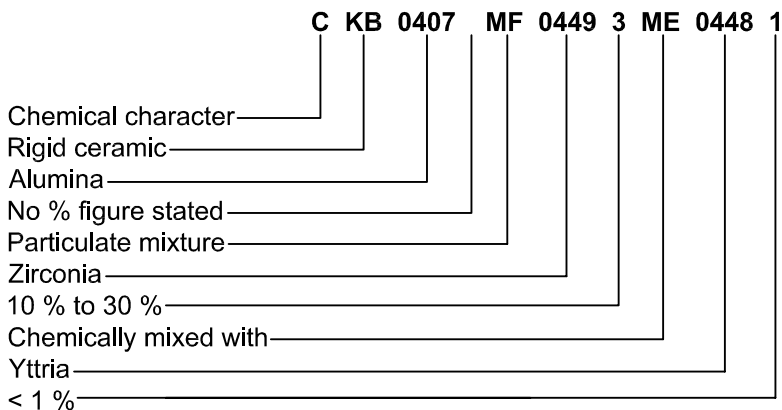 C KB 0407 MF 0449 3 ME 0448 1
Chemical character
Rigid ceramic
Alumina
No % figure stated
Particulate mixture
Zirconia
10 % to 30 %
Chemically mixed with
Yttria
< 1 %